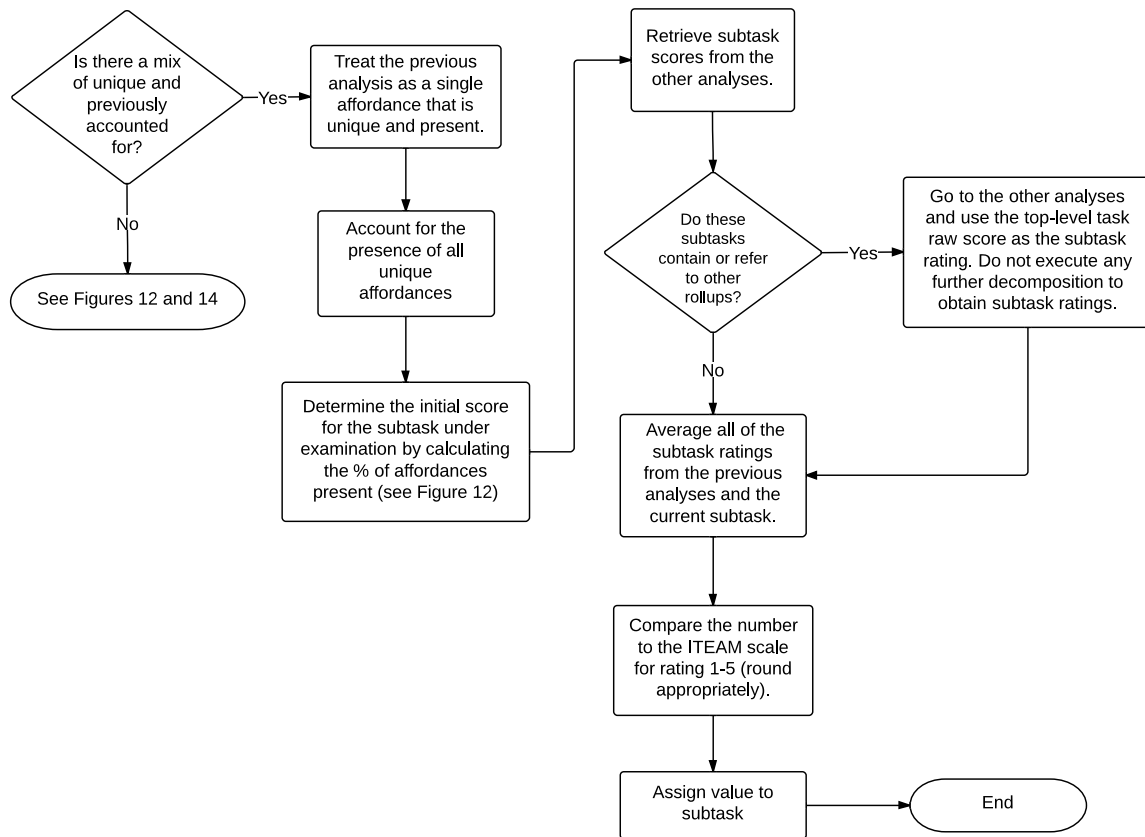 Is there a mix
of unique and
previously
accounted
for?
Yes
No
See Figures 12 and 14
Treat the previous
analysis as a single
affordance that is
unique and present.
Account for the
presence of all
unique
affordances
Determine the initial score
for the subtask under
examination by calculating
the % of affordances
present (see Figure 12)
Retrieve subtask
scores from the
other analyses.
Do these
subtasks
contain or refer
to other
rollups?
Yes
No
Go to the other analyses
and use the top-level task
raw score as the subtask
rating. Do not execute any
further decomposition to
obtain subtask ratings.
Average all of the
subtask ratings
from the previous
analyses and the
current subtask.
Compare the number
to the ITEAM scale
for rating 1-5 (round
appropriately).
Assign value to
subtask
End